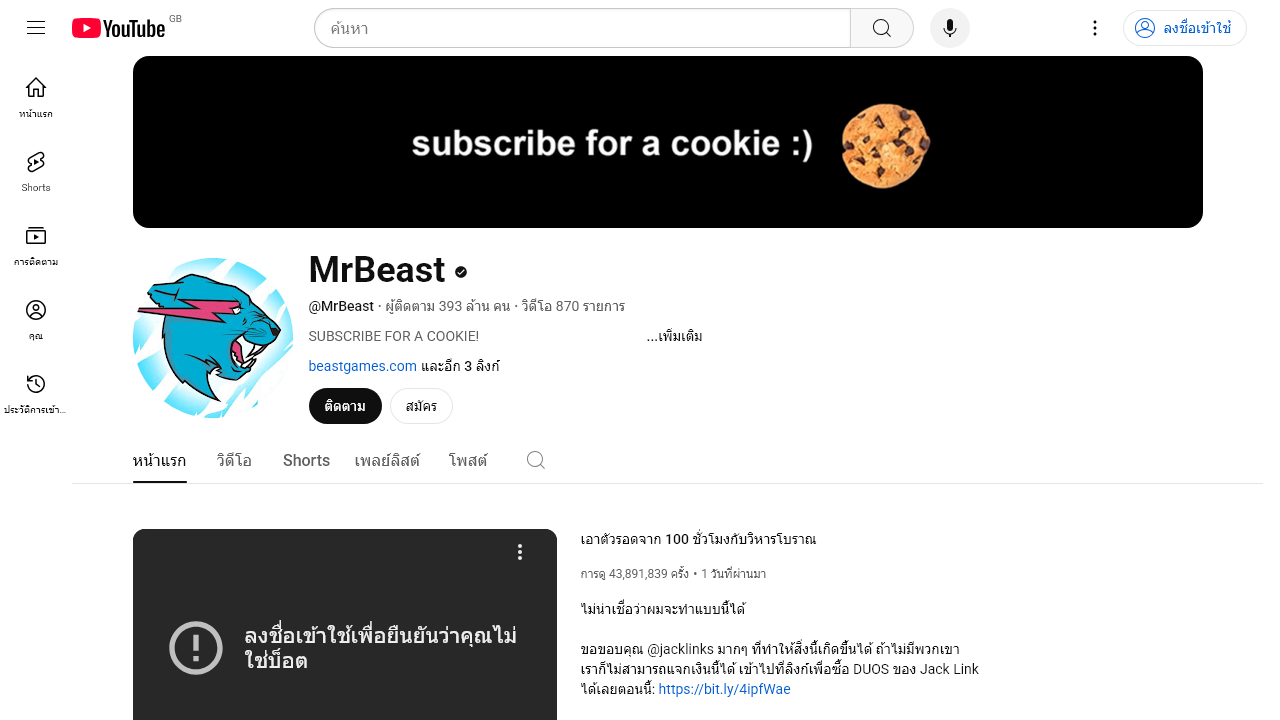 YouTube GB
ค้นหา
ลงชื่อเข้าใช้
หน้าแรก
Shorts
การติดตาม
คุณ
ประวัติการเข้า...
subscribe for a cookie :)
MrBeast
@MrBeast • ผู้ติดตาม 393 ล้าน คน • วิดีโอ 870 รายการ
SUBSCRIBE FOR A COOKIE! ...เพิ่มเติม
beastgames.com และอีก 3 ลิงก์
ติดตาม สมัคร
หน้าแรก วิดีโอ Shorts เพลย์ลิสต์ โพสต์
ลงชื่อเข้าใช้เพื่อยืนยันว่าคุณไม่
ใช่บ็อต
เอาตัวรอดจาก 100 ชั่วโมงกับวิหารโบราณ
การดู 43,891,839 ครั้ง • 1 วันที่ผ่านมา
ไม่น่าเชื่อว่าผมจะทำแบบนี้ได้
ขอขอบคุณ @jacklinks มากๆ ที่ทำให้สิ่งนี้เกิดขึ้นได้ ถ้าไม่มีพวกเขา
เราก็ไม่สามารถแจกเงินนี้ได้ เข้าไปที่ลิงก์เพื่อซื้อ DUOS ของ Jack Link
ได้เลยตอนนี้: https://bit.ly/4ipfWae